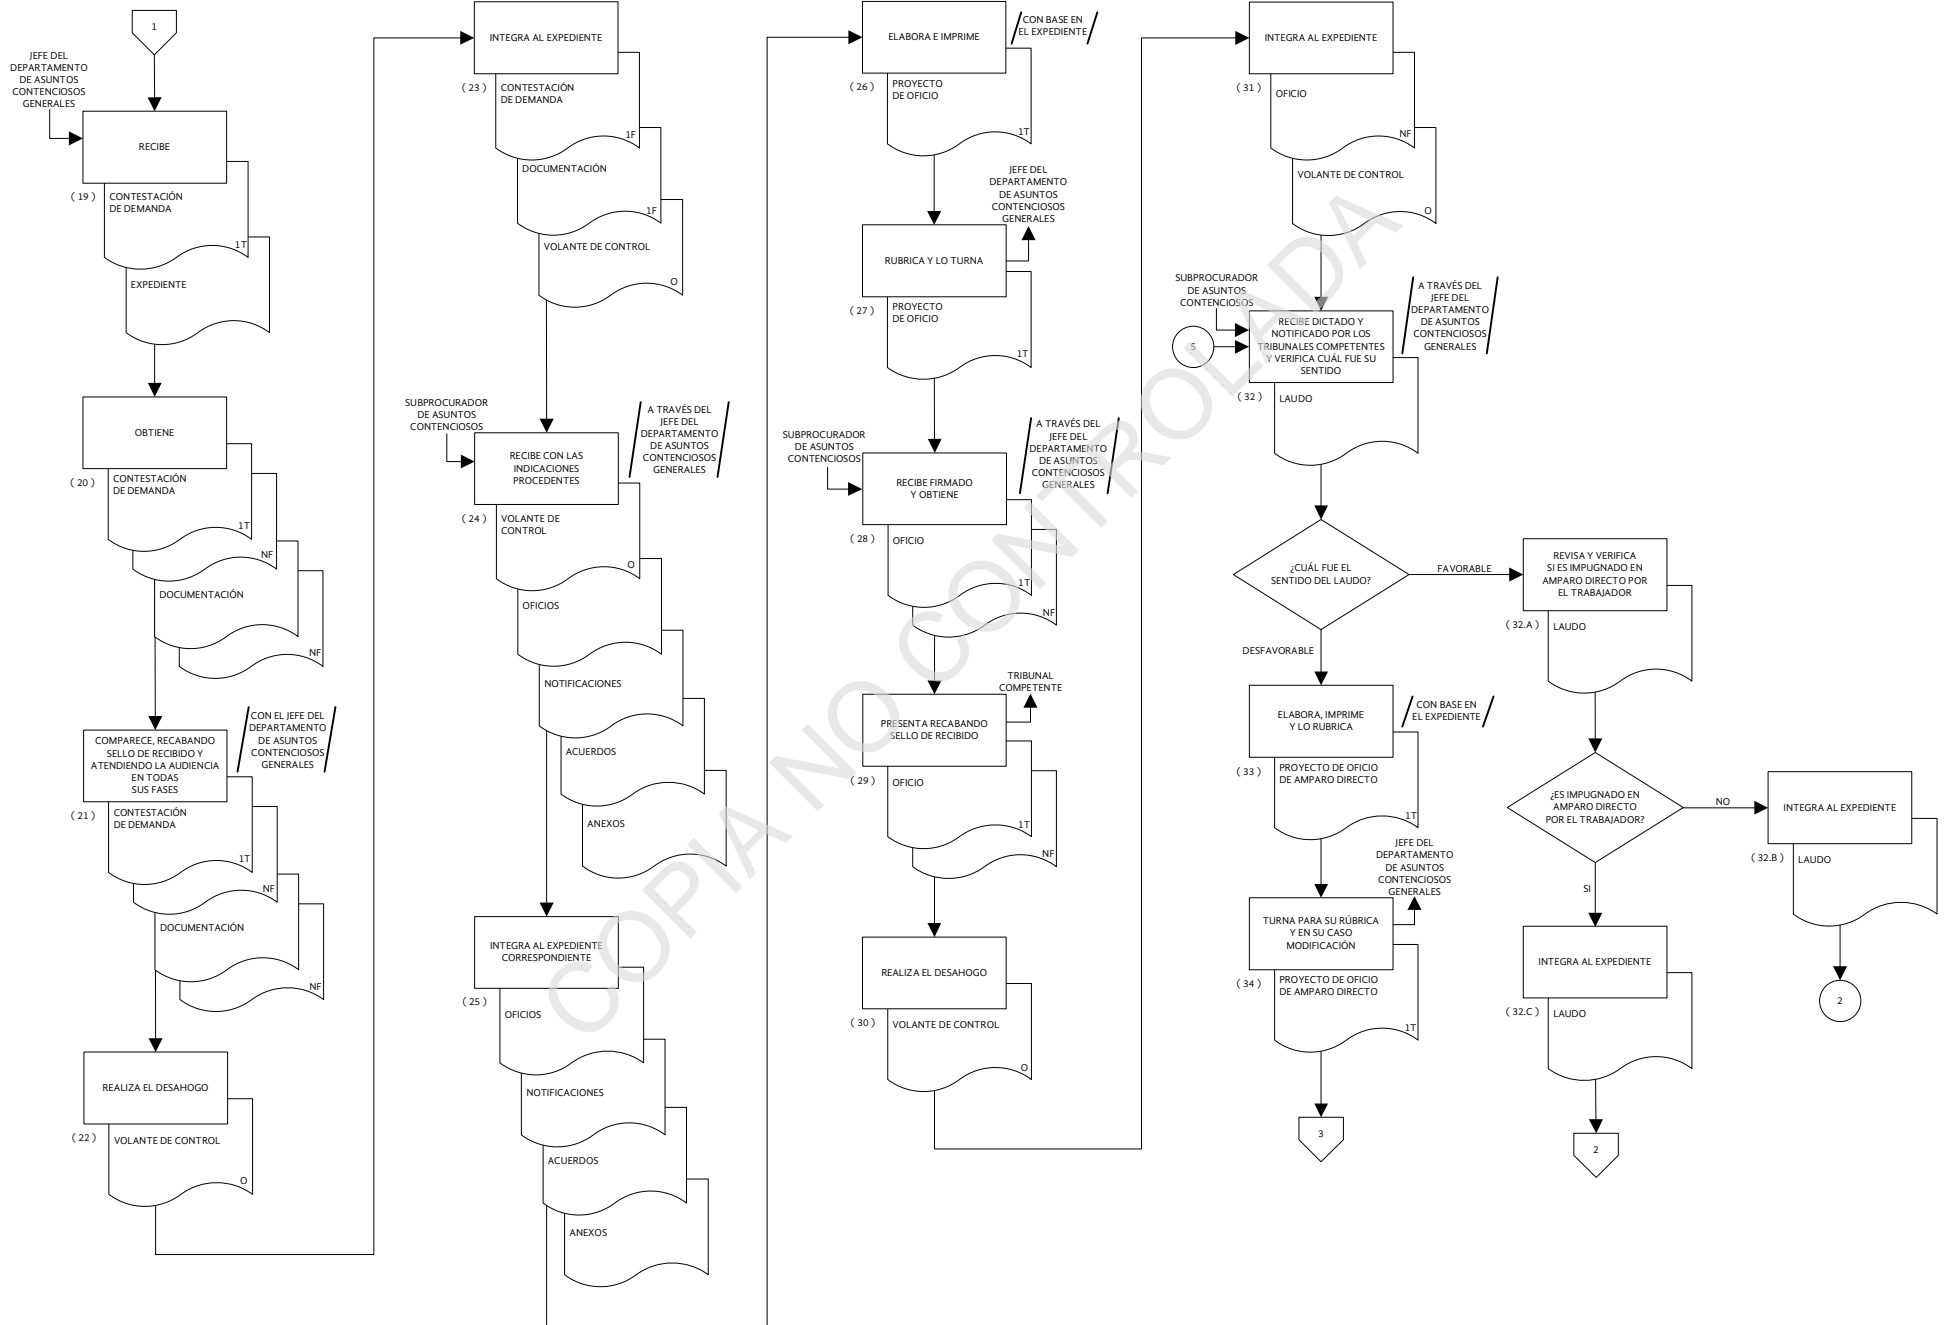 1
JEFE DEL
DEPARTAMENTO
DE ASUNTOS
CONTENCIOSOS
GENERALES
RECIBE
( 19 )
CONTESTACIÓN
DE DEMANDA
1T
EXPEDIENTE
OBTIENE
( 20 )
CONTESTACIÓN
DE DEMANDA
1T
NF
DOCUMENTACIÓN
NF
CON EL JEFE DEL
DEPARTAMENTO
DE ASUNTOS
CONTENCIOSOS
GENERALES
COMPARECE, RECABANDO
SELLO DE RECIBIDO Y
ATENDIENDO LA AUDIENCIA
EN TODAS
SUS FASES
( 21 )
CONTESTACIÓN
DE DEMANDA
1T
NF
DOCUMENTACIÓN
NF
REALIZA EL DESAHOGO
( 22 )
VOLANTE DE CONTROL
O
INTEGRA AL EXPEDIENTE
( 23 )
CONTESTACIÓN
DE DEMANDA
1F
DOCUMENTACIÓN
1F
VOLANTE DE CONTROL
O
SUBPROCURADOR
DE ASUNTOS
CONTENCIOSOS
A TRAVÉS DEL
JEFE DEL
DEPARTAMENTO
DE ASUNTOS
CONTENCIOSOS
GENERALES
RECIBE CON LAS
INDICACIONES
PROCEDENTES
( 24 )
VOLANTE DE
CONTROL
O
OFICIOS
NOTIFICACIONES
ACUERDOS
ANEXOS
INTEGRA AL EXPEDIENTE
CORRESPONDIENTE
( 25 )
OFICIOS
NOTIFICACIONES
ACUERDOS
ANEXOS
ELABORA E IMPRIME
CON BASE EN
EL EXPEDIENTE
( 26 )
PROYECTO
DE OFICIO
1T
JEFE DEL
DEPARTAMENTO
DE ASUNTOS
CONTENCIOSOS
GENERALES
RUBRICA Y LO TURNA
( 27 )
PROYECTO
DE OFICIO
1T
SUBPROCURADOR
DE ASUNTOS
CONTENCIOSOS
A TRAVÉS DEL
JEFE DEL
DEPARTAMENTO
DE ASUNTOS
CONTENCIOSOS
GENERALES
RECIBE FIRMADO
Y OBTIENE
( 28 )
OFICIO
1T
NF
TRIBUNAL
COMPETENTE
PRESENTA RECABANDO
SELLO DE RECIBIDO
( 29 )
OFICIO
1T
NF
REALIZA EL DESAHOGO
( 30 )
VOLANTE DE CONTROL
O
INTEGRA AL EXPEDIENTE
( 31 )
OFICIO
NF
VOLANTE DE CONTROL
O
SUBPROCURADOR
DE ASUNTOS
CONTENCIOSOS
A TRAVÉS DEL
JEFE DEL
DEPARTAMENTO
DE ASUNTOS
CONTENCIOSOS
GENERALES
5
RECIBE DICTADO Y
NOTIFICADO POR LOS
TRIBUNALES COMPETENTES
Y VERIFICA CUÁL FUE SU
SENTIDO
( 32 )
LAUDO
¿CUÁL FUE EL
SENTIDO DEL LAUDO?
FAVORABLE
DESFAVORABLE
ELABORA, IMPRIME
Y LO RUBRICA
CON BASE EN
EL EXPEDIENTE
( 33 )
PROYECTO DE OFICIO
DE AMPARO DIRECTO
1T
JEFE DEL
DEPARTAMENTO
DE ASUNTOS
CONTENCIOSOS
GENERALES
TURNA PARA SU RÚBRICA
Y EN SU CASO
MODIFICACIÓN
( 34 )
PROYECTO DE OFICIO
DE AMPARO DIRECTO
1T
3
REVISA Y VERIFICA
SI ES IMPUGNADO EN
AMPARO DIRECTO POR
EL TRABAJADOR
( 32.A )
LAUDO
¿ES IMPUGNADO EN
AMPARO DIRECTO
POR EL TRABAJADOR?
NO
SI
INTEGRA AL EXPEDIENTE
( 32.B )
LAUDO
2
INTEGRA AL EXPEDIENTE
( 32.C )
LAUDO
2
COPIA NO CONTROLADA